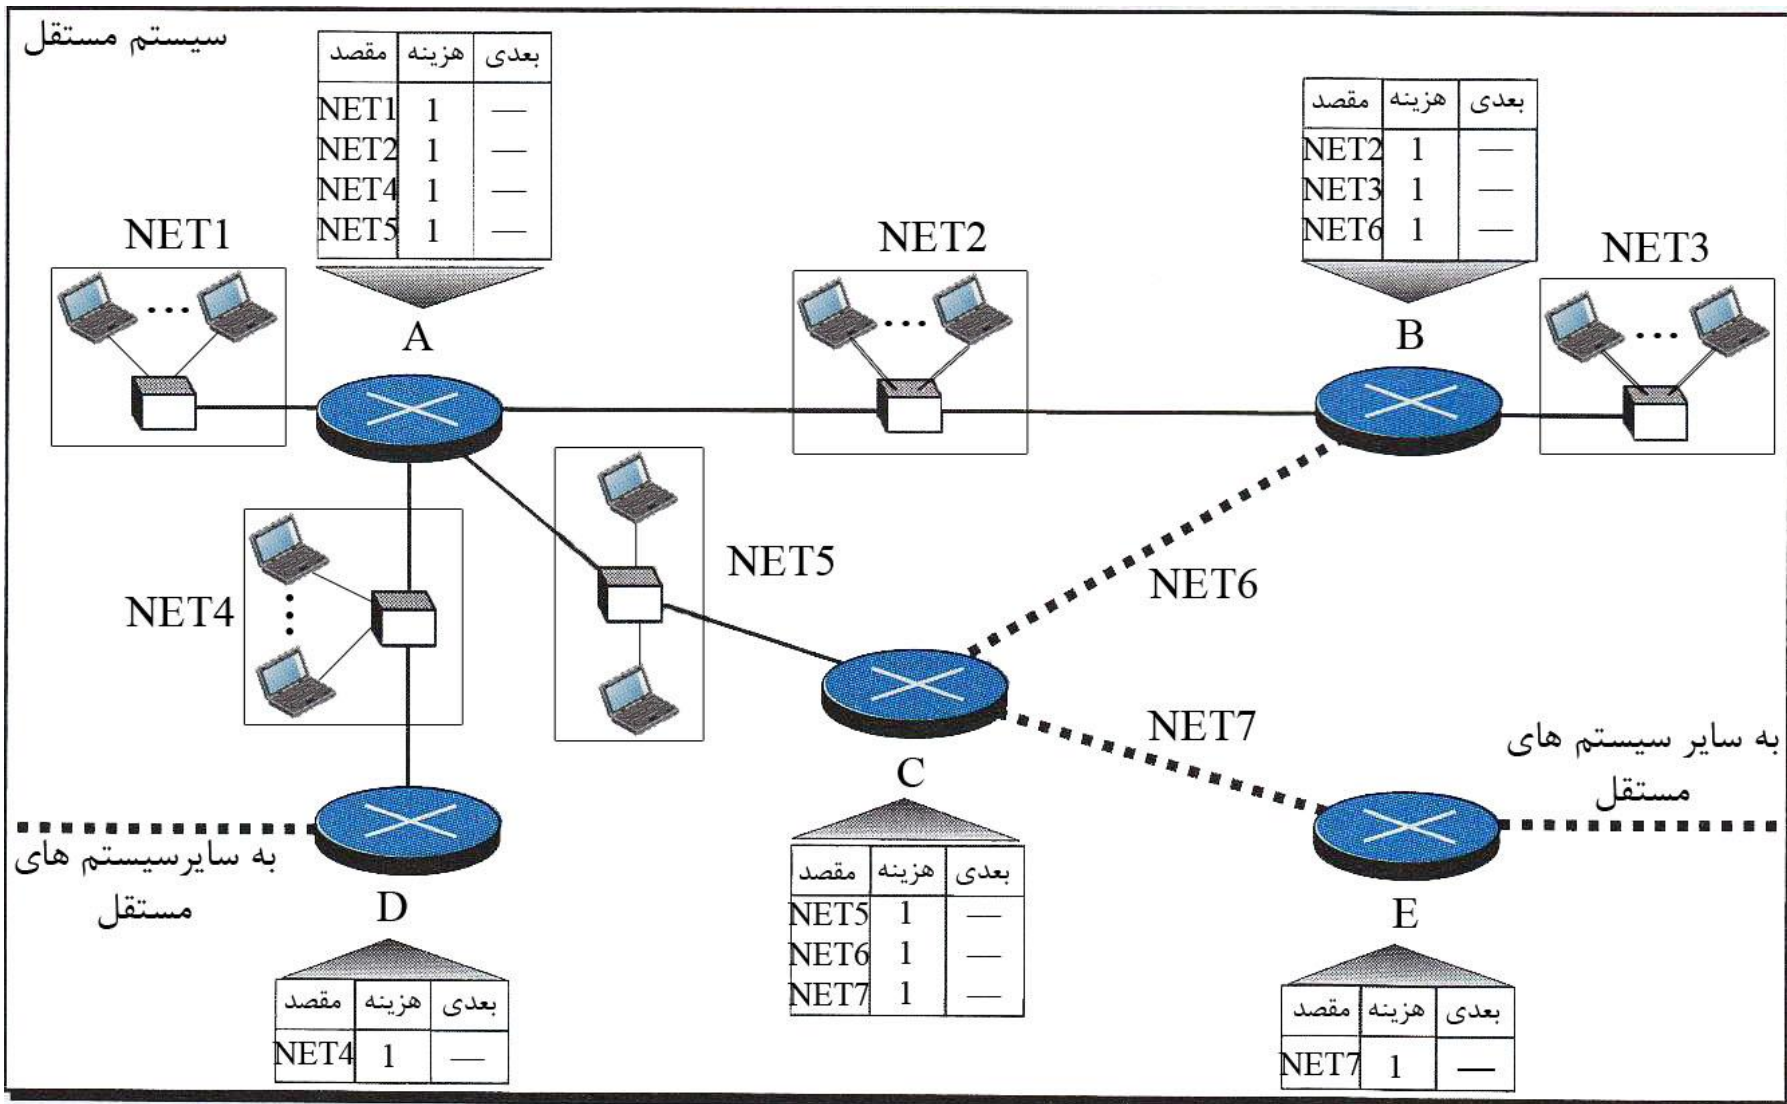 سیستم مستقل
مقصد هزینه بعدی
NET1 1 —
NET2 1 —
NET4 1 —
NET5 1 —
A
مقصد هزینه بعدی
NET2 1 —
NET3 1 —
NET6 1 —
B
NET1
NET2
NET3
NET4
NET5
NET6
NET7
به سایر سیستم های
مستقل
به سایرسیستم های
مستقل
C
مقصد هزینه بعدی
NET5 1 —
NET6 1 —
NET7 1 —
D
مقصد هزینه بعدی
NET4 1 —
E
مقصد هزینه بعدی
NET7 1 —